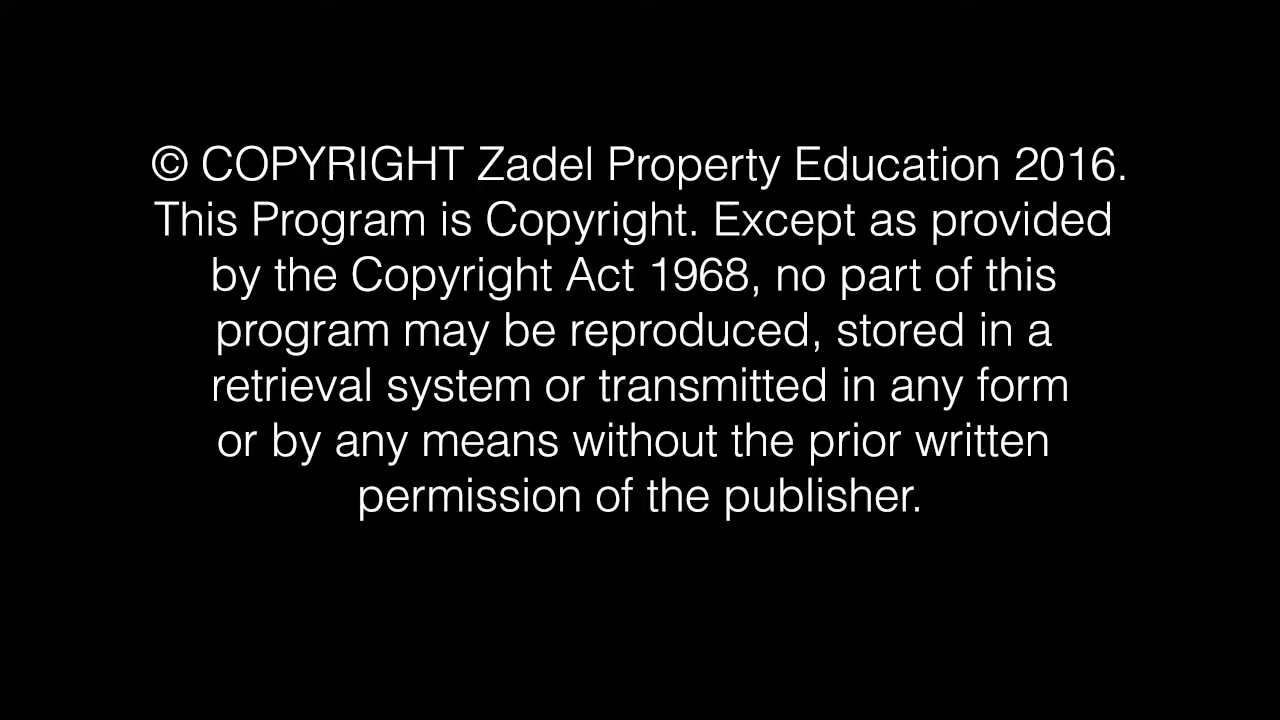 © COPYRIGHT Zadel Property Education 2016.
This Program is Copyright. Except as provided
by the Copyright Act 1968, no part of this
program may be reproduced, stored in a
retrieval system or transmitted in any form
or by any means without the prior written
permission of the publisher.